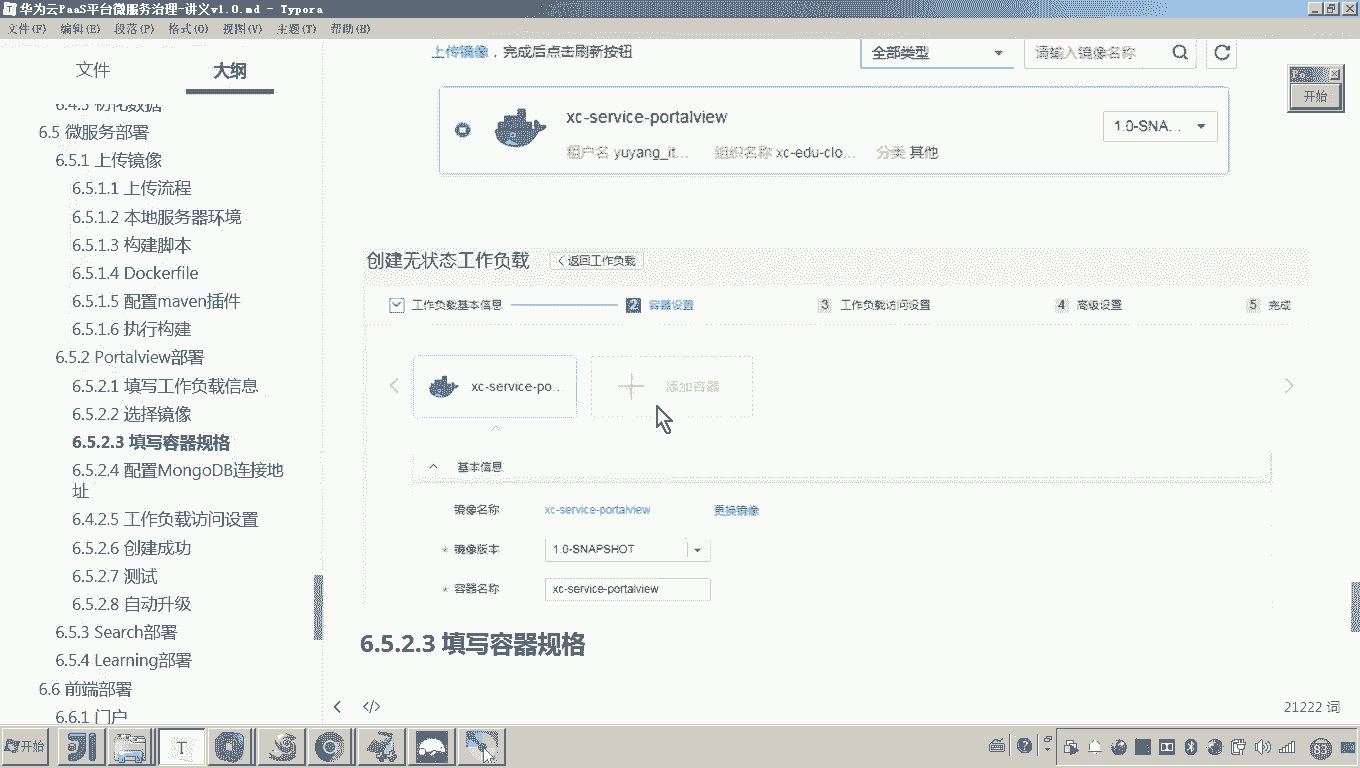 华为云PaaS平台微服务治理-讲义v1.0.md - Typora
文件(F) 编辑(E) 段落(P) 格式(O) 视图(V) 主题(T) 帮助(H)
文件 大纲
6.4.3 初化数据
6.5 微服务部署
6.5.1 上传镜像
6.5.1.1 上传流程
6.5.1.2 本地服务器环境
6.5.1.3 构建脚本
6.5.1.4 Dockerfile
6.5.1.5 配置maven插件
6.5.1.6 执行构建
6.5.2 Portalview部署
6.5.2.1 填写工作负载信息
6.5.2.2 选择镜像
6.5.2.3 填写容器规格
6.5.2.4 配置MongoDB连接地
址
6.4.2.5 工作负载访问设置
6.5.2.6 创建成功
6.5.2.7 测试
6.5.2.8 自动升级
6.5.3 Search部署
6.5.4 Learning部署
6.6 前端部署
6.6.1 门户
上传镜像，完成后点击刷新按钮
全部类型
请输入镜像名称
xc-service-portalview
租户名 yuyang_it... 组织名称 xc-edu-clo... 分类 其他
1.0-SNA...
创建无状态工作负载 返回工作负载
工作负载基本信息 2 容器设置 3 工作负载访问设置 4 高级设置 5 完成
xc-service-po... 添加容器
基本信息
镜像名称 xc-service-portalview 更换镜像
* 镜像版本 1.0-SNAPSHOT
* 容器名称 xc-service-portalview
6.5.2.3 填写容器规格
</> 21222 词
开始
开始
83